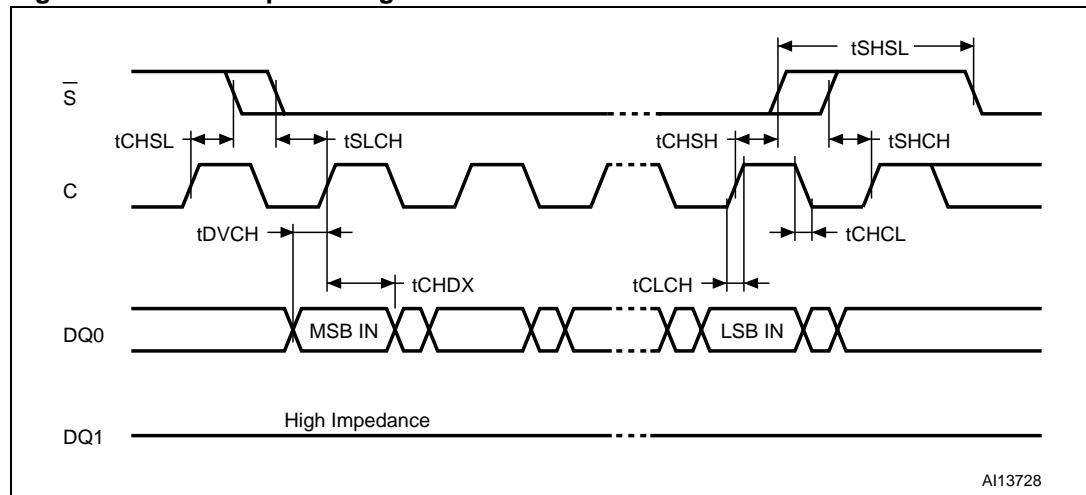 tSHSL
S
tCHSL
tSLCH
tCHSH
tSHCH
C
tDVCH
tCHCL
tCHDX
tCLCH
DQ0
MSB IN
LSB IN
High Impedance
DQ1
AI13728